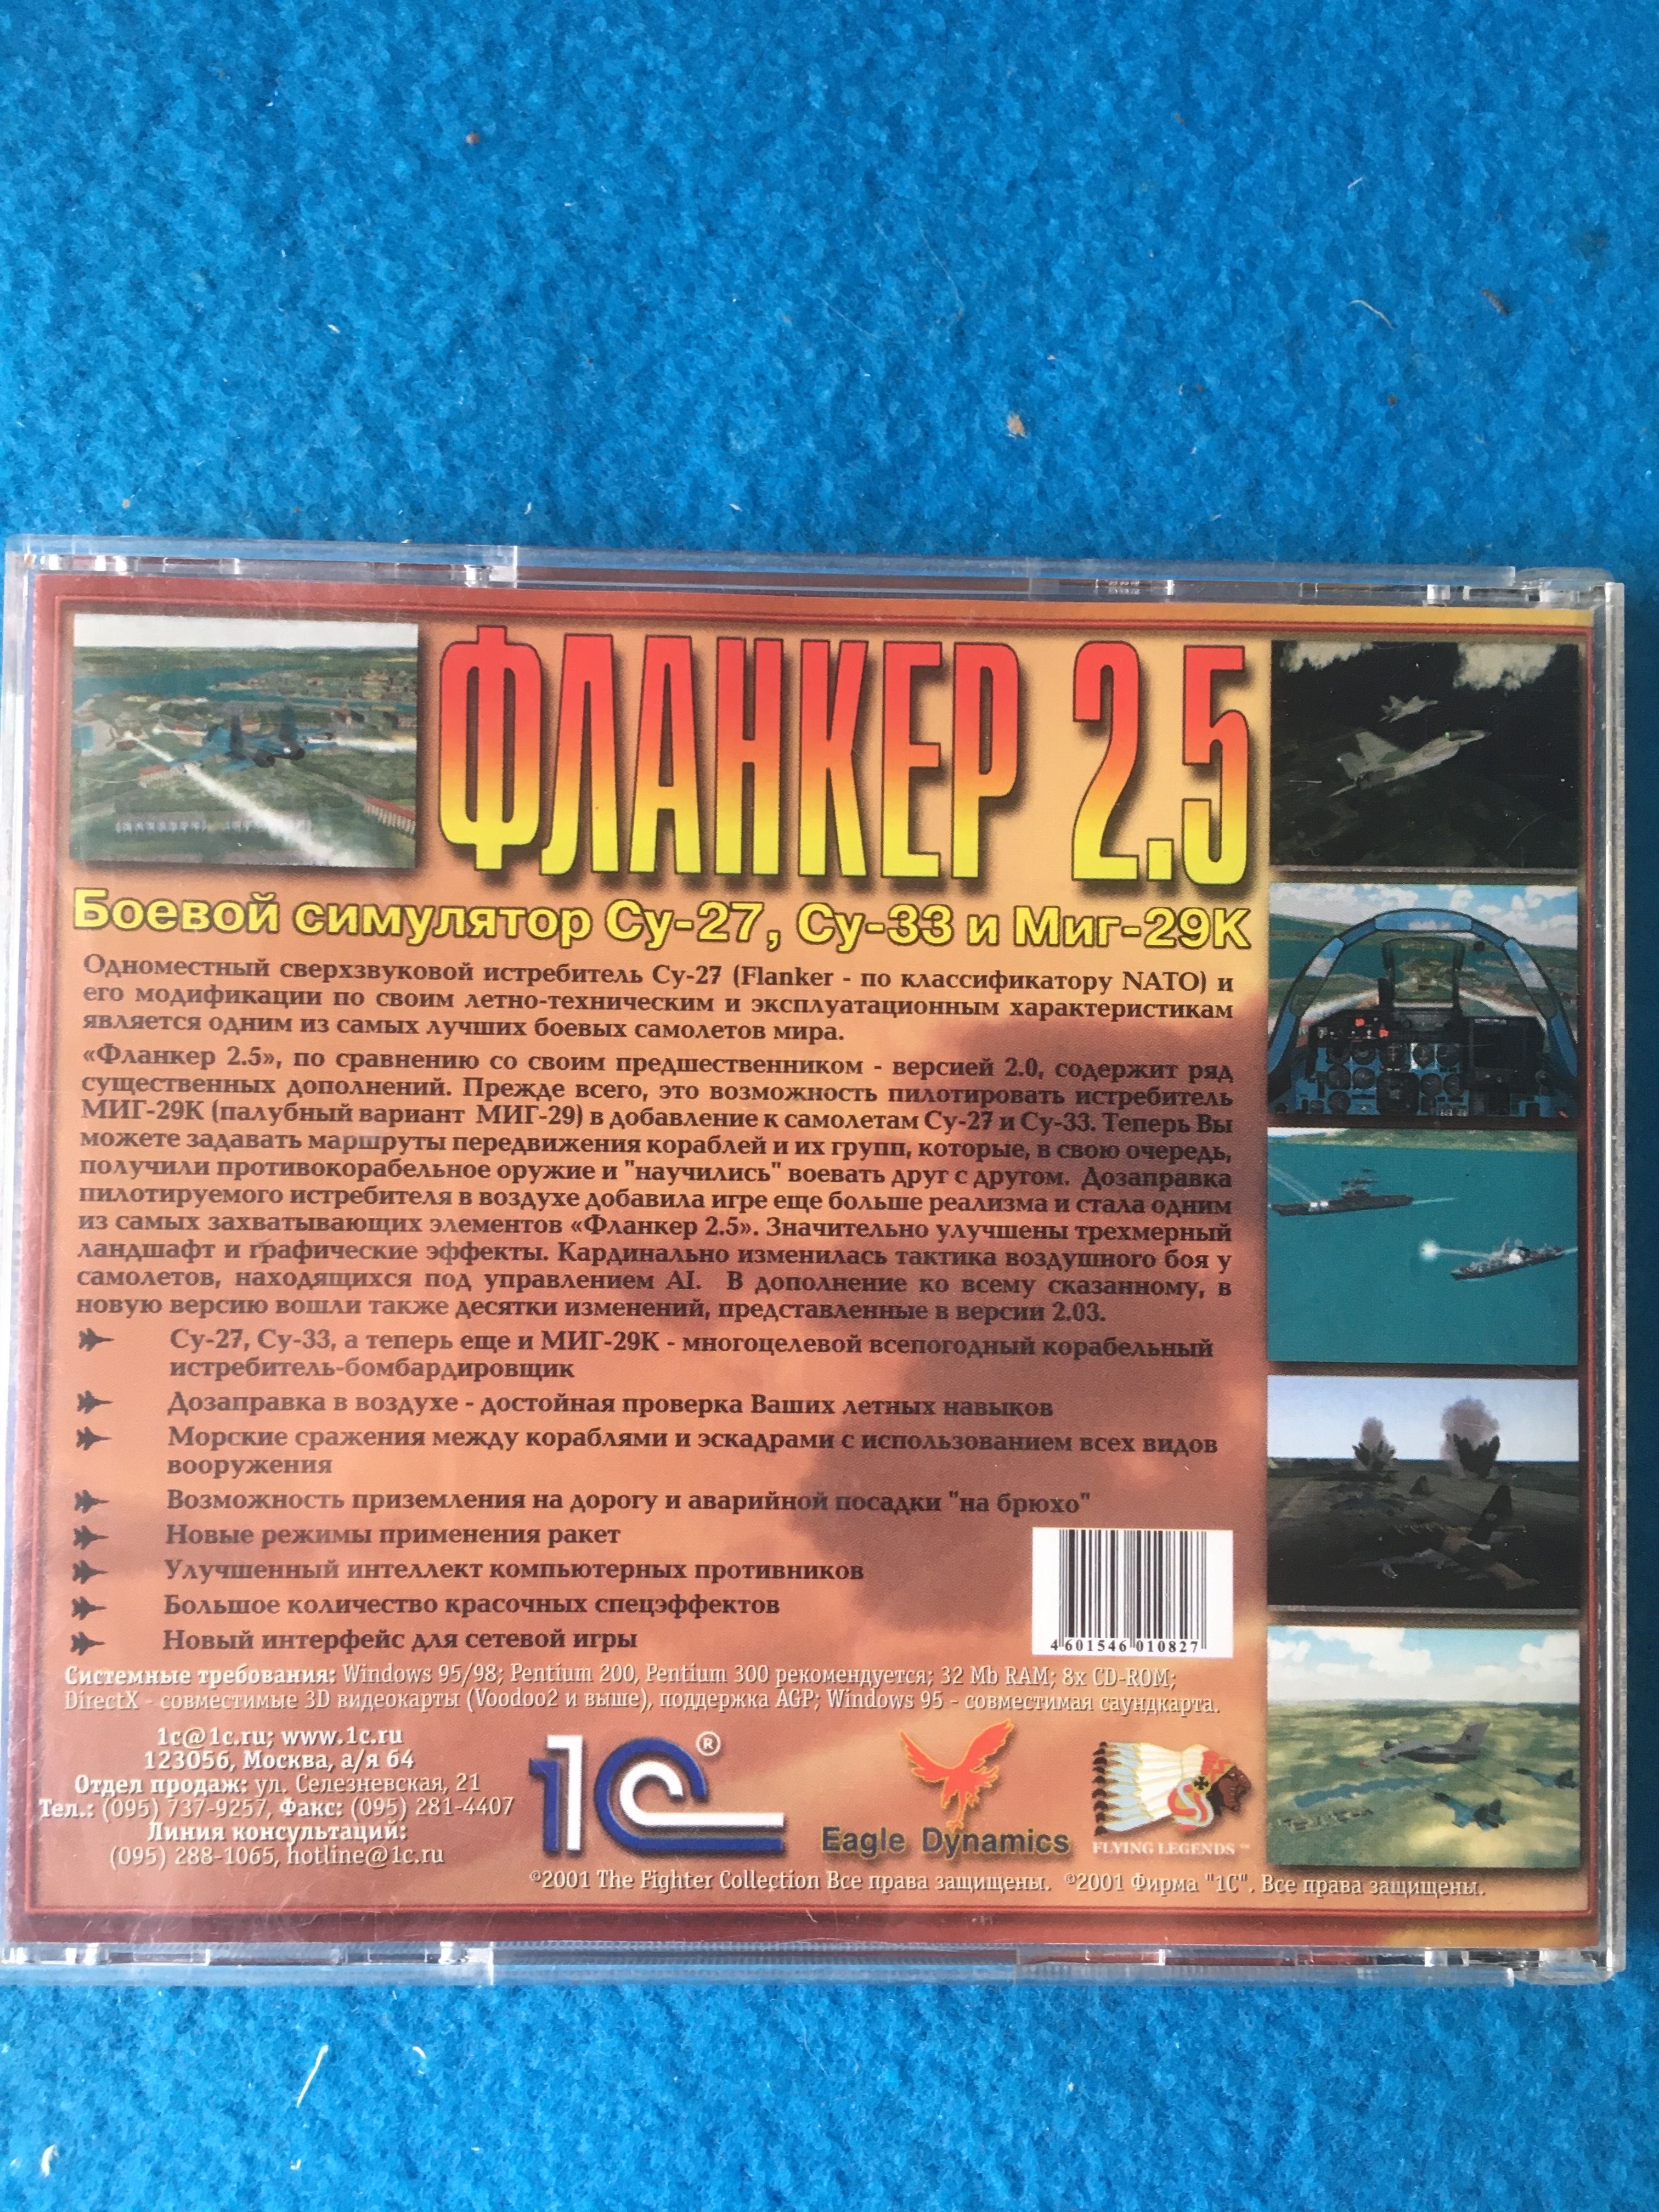 ФЛАНКЕР 2.5
Боевой симулятор Су-27, Су-33 и Миг-29К
Одноместный сверхзвуковой истребитель Су-27 (Flanker - по классификатору NATO) и
его модификации по своим летно-техническим и эксплуатационным характеристикам
является одним из самых лучших боевых самолетов мира.
«Фланкер 2.5», по сравнению со своим предшественником - версией 2.0, содержит ряд
существенных дополнений. Прежде всего, это возможность пилотировать истребитель
МИГ-29К (палубный вариант МИГ-29) в добавление к самолетам Су-27 и Су-33. Теперь Вы
можете задавать маршруты передвижения кораблей и их групп, которые, в свою очередь,
получили противокорабельное оружие и "научились" воевать друг с другом. Дозаправка
пилотируемого истребителя в воздухе добавила игре еще больше реализма и стала одним
из самых захватывающих элементов «Фланкер 2.5». Значительно улучшены трехмерный
ландшафт и графические эффекты. Кардинально изменилась тактика воздушного боя у
самолетов, находящихся под управлением AI. В дополнение ко всему сказанному, в
новую версию вошли также десятки изменений, представленные в версии 2.03.
Су-27, Су-33, а теперь еще и МИГ-29К - многоцелевой всепогодный корабельный
истребитель-бомбардировщик
Дозаправка в воздухе - достойная проверка Ваших летных навыков
Морские сражения между кораблями и эскадрами с использованием всех видов
вооружения
Возможность приземления на дорогу и аварийной посадки "на брюхо"
Новые режимы применения ракет
Улучшенный интеллект компьютерных противников
Большое количество красочных спецэффектов
Новый интерфейс для сетевой игры
4 601546 010827
Системные требования: Windows 95/98; Pentium 200, Pentium 300 рекомендуется; 32 Mb RAM; 8x CD-ROM;
DirectX - совместимые 3D видеокарты (Voodoo2 и выше), поддержка AGP; Windows 95 - совместимая саундкарта.
1c@1c.ru; www.1c.ru
123056, Москва, а/я 64
Отдел продаж: ул. Селезневская, 21
Тел.: (095) 737-9257, Факс: (095) 281-4407
Линия консультаций:
(095) 288-1065, hotline@1c.ru
1С®
Eagle Dynamics
FLYING LEGENDS ™
©2001 The Fighter Collection Все права защищены. ©2001 Фирма "1С". Все права защищены.